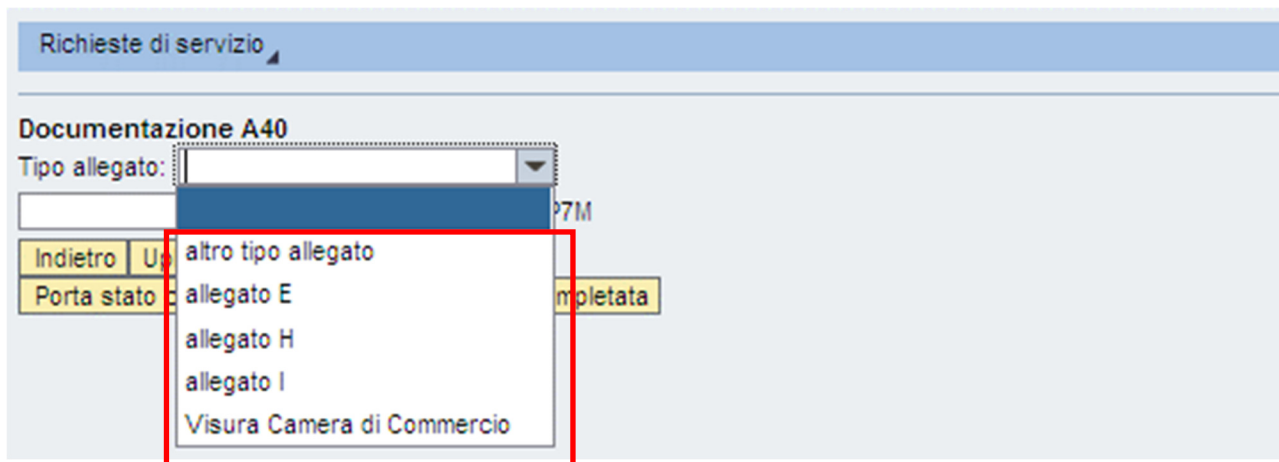 Richieste di servizio
Documentazione A40
Tipo allegato:
P7M
altro tipo allegato
Indietro Up
allegato E
Porta stato mpletata
allegato H
allegato I
Visura Camera di Commercio